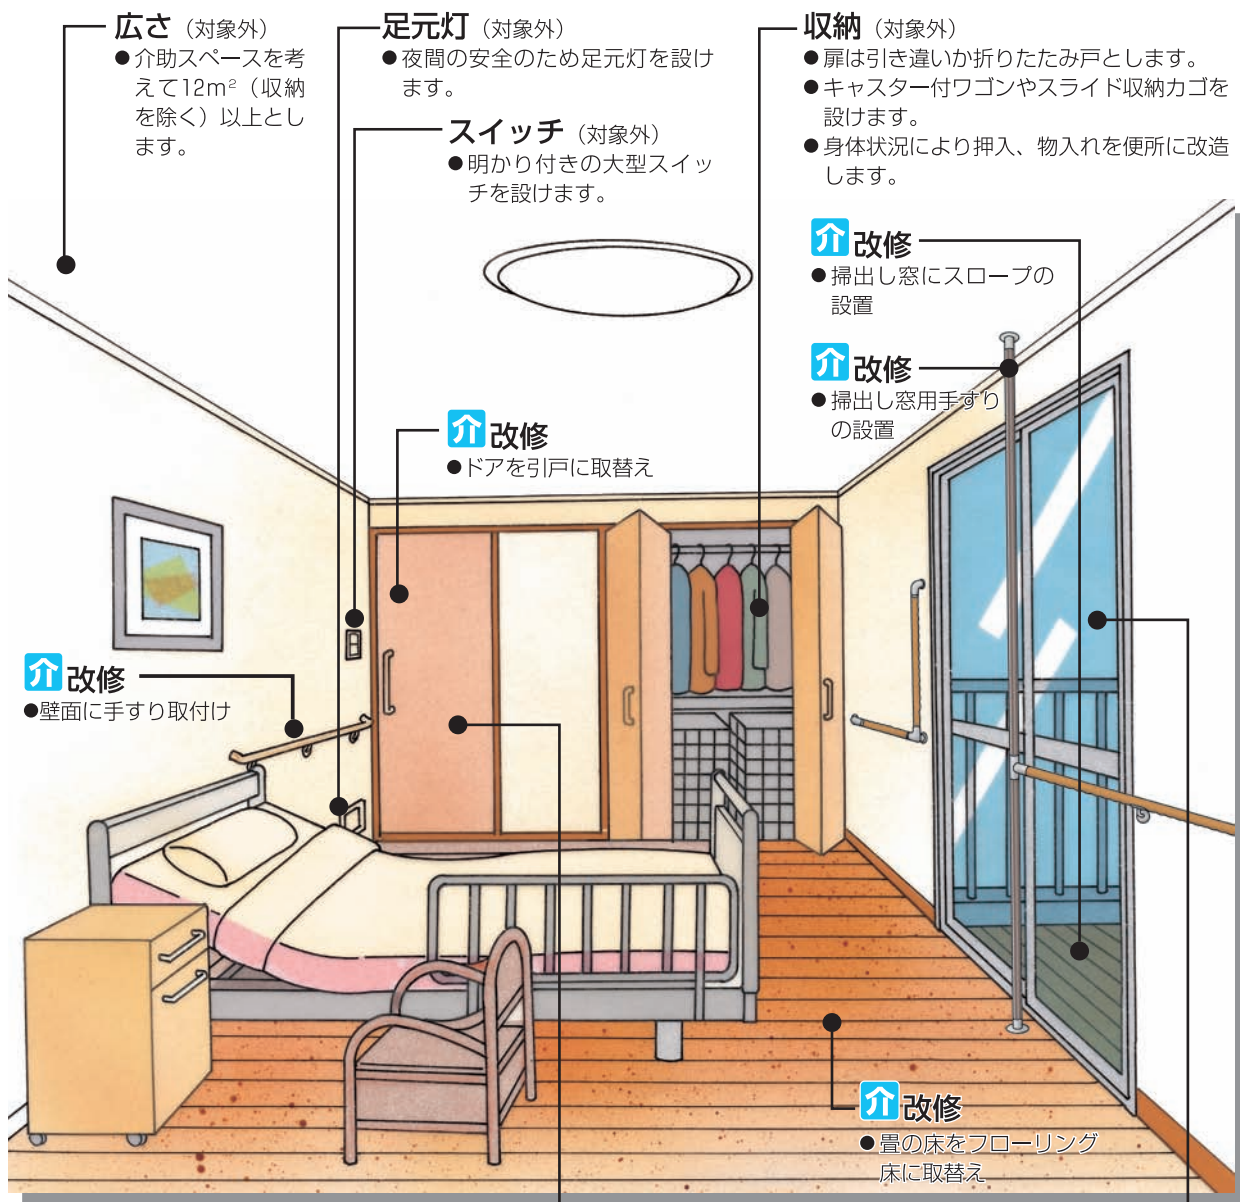 広さ（対象外）
●介助スペースを考
えて12m²（収納
を除く）以上とし
ます。
足元灯（対象外）
●夜間の安全のため足元灯を設け
ます。
スイッチ（対象外）
●明かり付きの大型スイッ
チを設けます。
収納（対象外）
●扉は引き違いか折りたたみ戸とします。
●キャスター付ワゴンやスライド収納カゴを
設けます。
●身体状況により押入、物入れを便所に改造
します。
介 改修
●掃出し窓にスロープの
設置
介 改修
●掃出し窓用手すり
の設置
介 改修
●ドアを引戸に取替え
介 改修
●壁面に手すり取付け
介 改修
●畳の床をフローリング
床に取替え